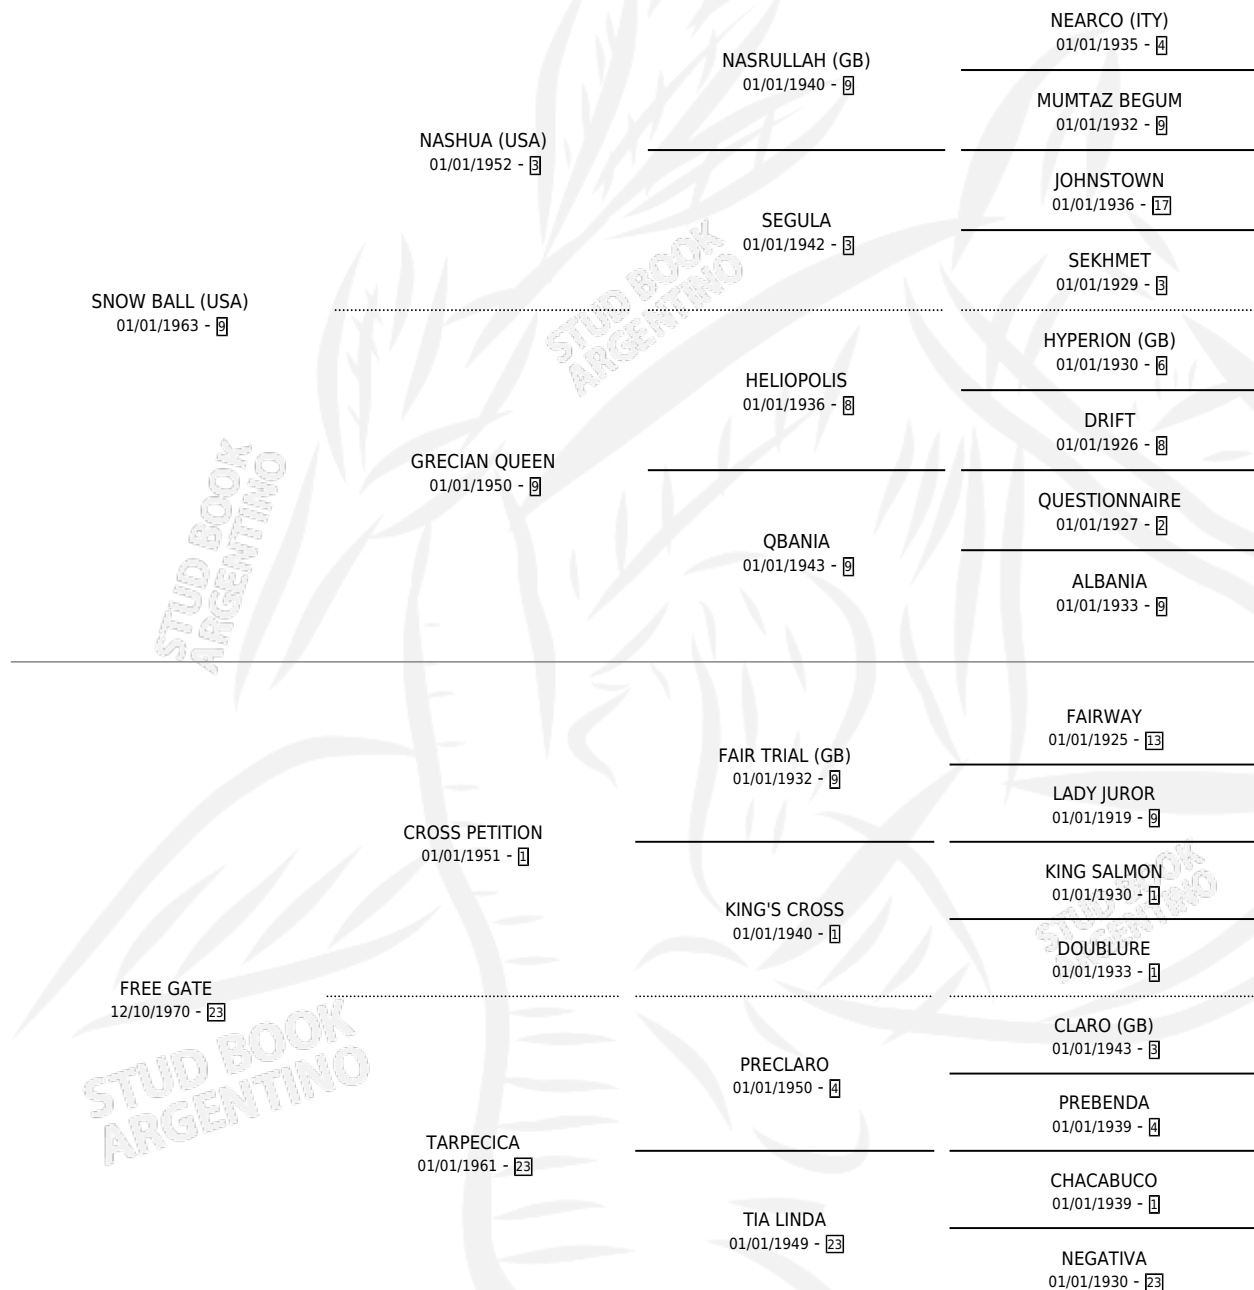 NEARCO (ITY)
01/01/1935 - 4
NASRULLAH (GB)
01/01/1940 - 9
MUMTAZ BEGUM
01/01/1932 - 9
NASHUA (USA)
01/01/1952 - 3
JOHNSTOWN
01/01/1936 - 17
SEGULA
01/01/1942 - 3
SEKHMET
01/01/1929 - 3
SNOW BALL (USA)
01/01/1963 - 9
HYPERION (GB)
01/01/1930 - 6
HELIOPOLIS
01/01/1936 - 8
DRIFT
01/01/1926 - 8
GRECIAN QUEEN
01/01/1950 - 9
QUESTIONNAIRE
01/01/1927 - 2
QBANIA
01/01/1943 - 9
ALBANIA
01/01/1933 - 9
FAIRWAY
01/01/1925 - 13
FAIR TRIAL (GB)
01/01/1932 - 9
LADY JUROR
01/01/1919 - 9
CROSS PETITION
01/01/1951 - 1
KING SALMON
01/01/1930 - 1
KING'S CROSS
01/01/1940 - 1
DOUBLURE
01/01/1933 - 1
FREE GATE
12/10/1970 - 23
CLARO (GB)
01/01/1943 - 3
PRECLARO
01/01/1950 - 4
PREBENDA
01/01/1939 - 4
TARPECICA
01/01/1961 - 23
CHACABUCO
01/01/1939 - 1
TIA LINDA
01/01/1949 - 23
NEGATIVA
01/01/1930 - 23
STUD BOOK
ARGENTINO
STUD BOOK
ARGENTINO
STUD BOOK
ARGENTINO
STUD BOOK
ARGENTINO